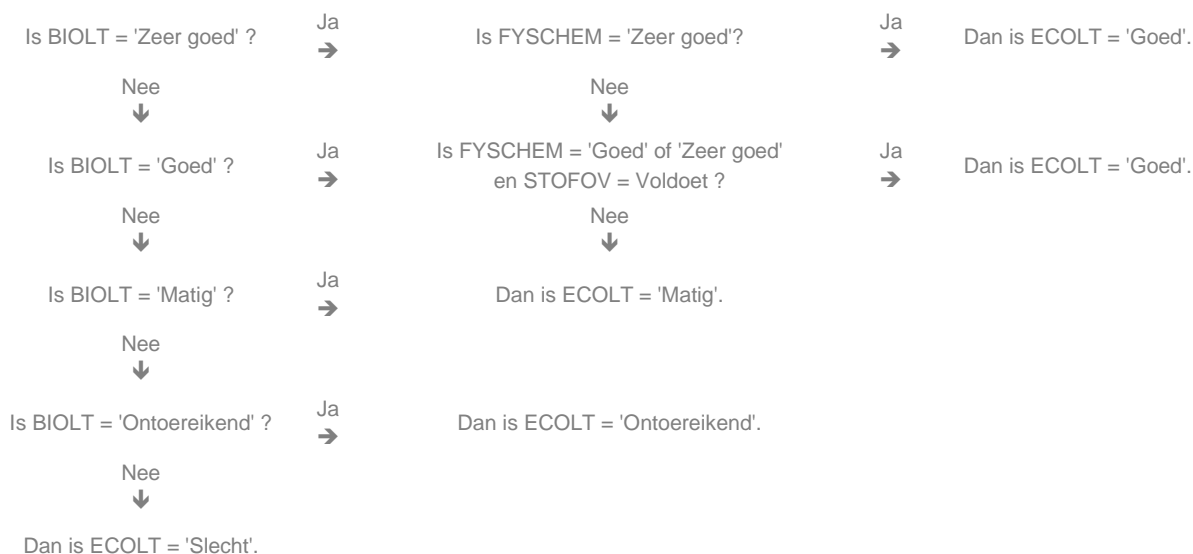 Is BIOLT = 'Zeer goed' ?
Ja
Is FYSCHEM = 'Zeer goed'?
Ja
Dan is ECOLT = 'Goed'.
Nee
Nee
Is BIOLT = 'Goed' ?
Ja
Is FYSCHEM = 'Goed' of 'Zeer goed'
en STOFOV = Voldoet ?
Ja
Dan is ECOLT = 'Goed'.
Nee
Nee
Is BIOLT = 'Matig' ?
Ja
Dan is ECOLT = 'Matig'.
Nee
Is BIOLT = 'Ontoereikend' ?
Ja
Dan is ECOLT = 'Ontoereikend'.
Nee
Dan is ECOLT = 'Slecht'.